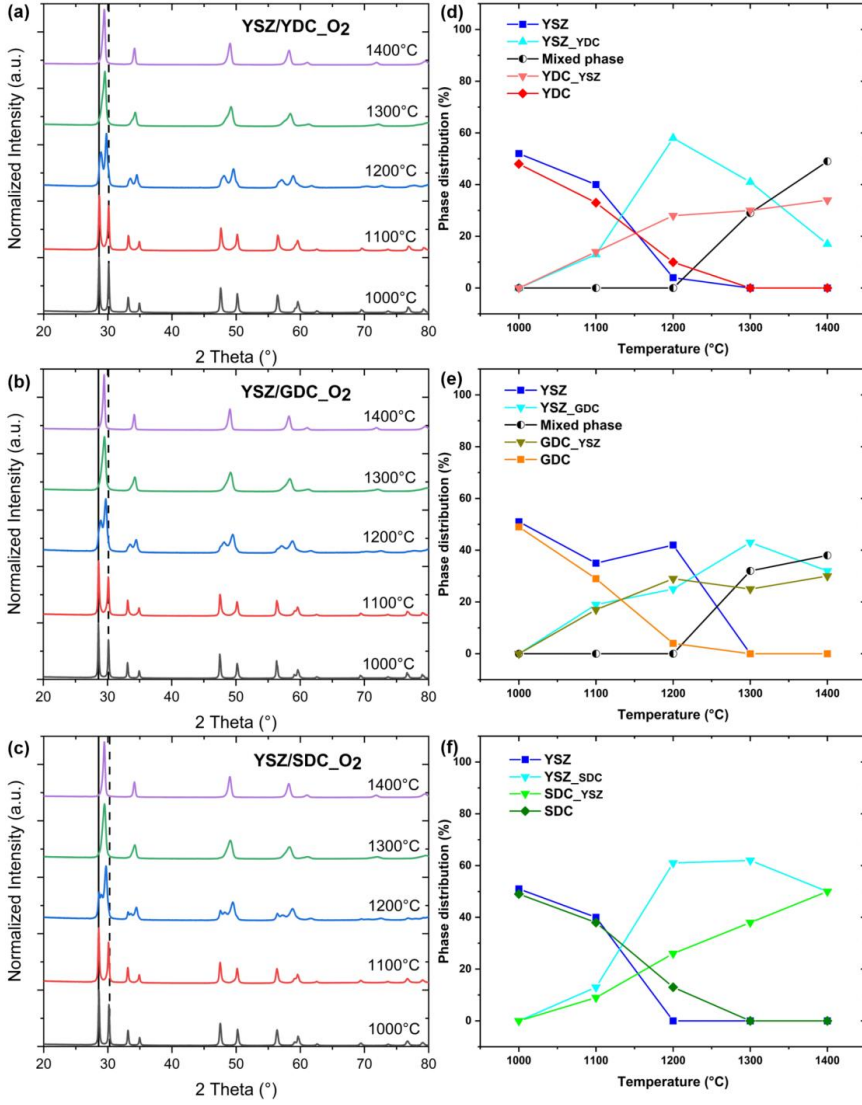 (a)
YSZ/YDC_O2
1400°C
1300°C
1200°C
1100°C
1000°C
Normalized Intensity (a.u.)
20 30 40 50 60 70 80
2 Theta (°)
(d)
YSZ
YSZ_YDC
Mixed phase
YDC_YSZ
YDC
100
80
60
40
20
0
Phase distribution (%)
1000 1100 1200 1300 1400
Temperature (°C)
(b)
YSZ/GDC_O2
1400°C
1300°C
1200°C
1100°C
1000°C
Normalized Intensity (a.u.)
20 30 40 50 60 70 80
2 Theta (°)
(e)
YSZ
YSZ_GDC
Mixed phase
GDC_YSZ
GDC
100
80
60
40
20
0
Phase distribution (%)
1000 1100 1200 1300 1400
Temperature (°C)
(c)
YSZ/SDC_O2
1400°C
1300°C
1200°C
1100°C
1000°C
Normalized Intensity (a.u.)
20 30 40 50 60 70 80
2 Theta (°)
(f)
YSZ
YSZ_SDC
SDC_YSZ
SDC
100
80
60
40
20
0
Phase distribution (%)
1000 1100 1200 1300 1400
Temperature (°C)